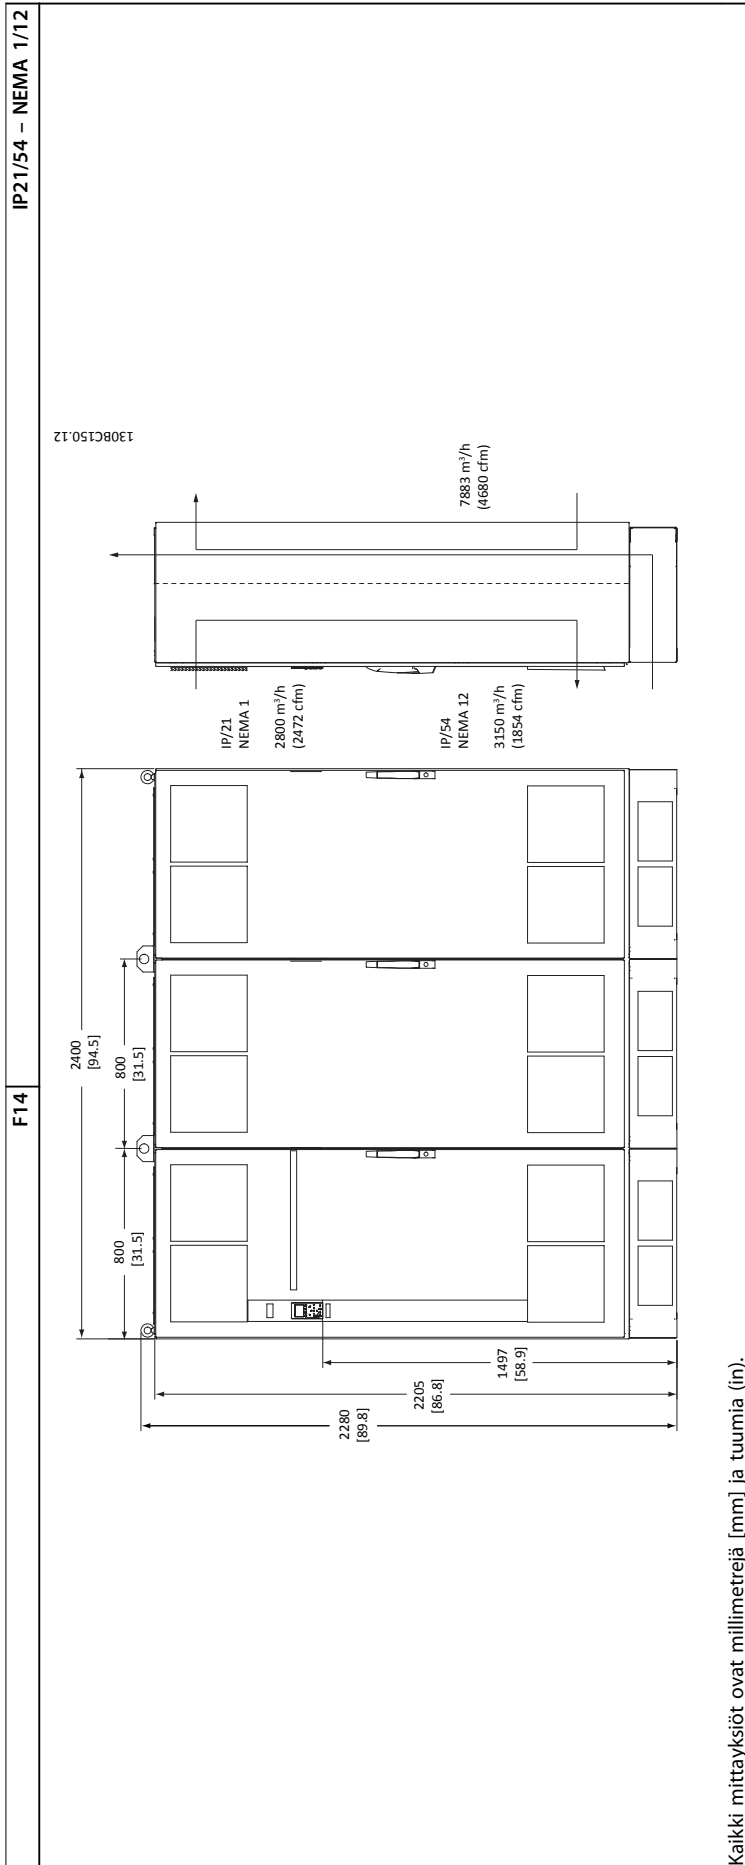 F14
IP21/54 – NEMA 1/12
130BC150.12
2400
[94.5]
800
[31.5]
800
[31.5]
2280
[89.8]
2205
[86.8]
1497
[58.9]
IP/21
NEMA 1
2800 m³/h
(2472 cfm)
IP/54
NEMA 12
3150 m³/h
(1854 cfm)
7883 m³/h
(4680 cfm)
Kaikki mittayksiöt ovat millimetrejä [mm] ja tuumia (in).